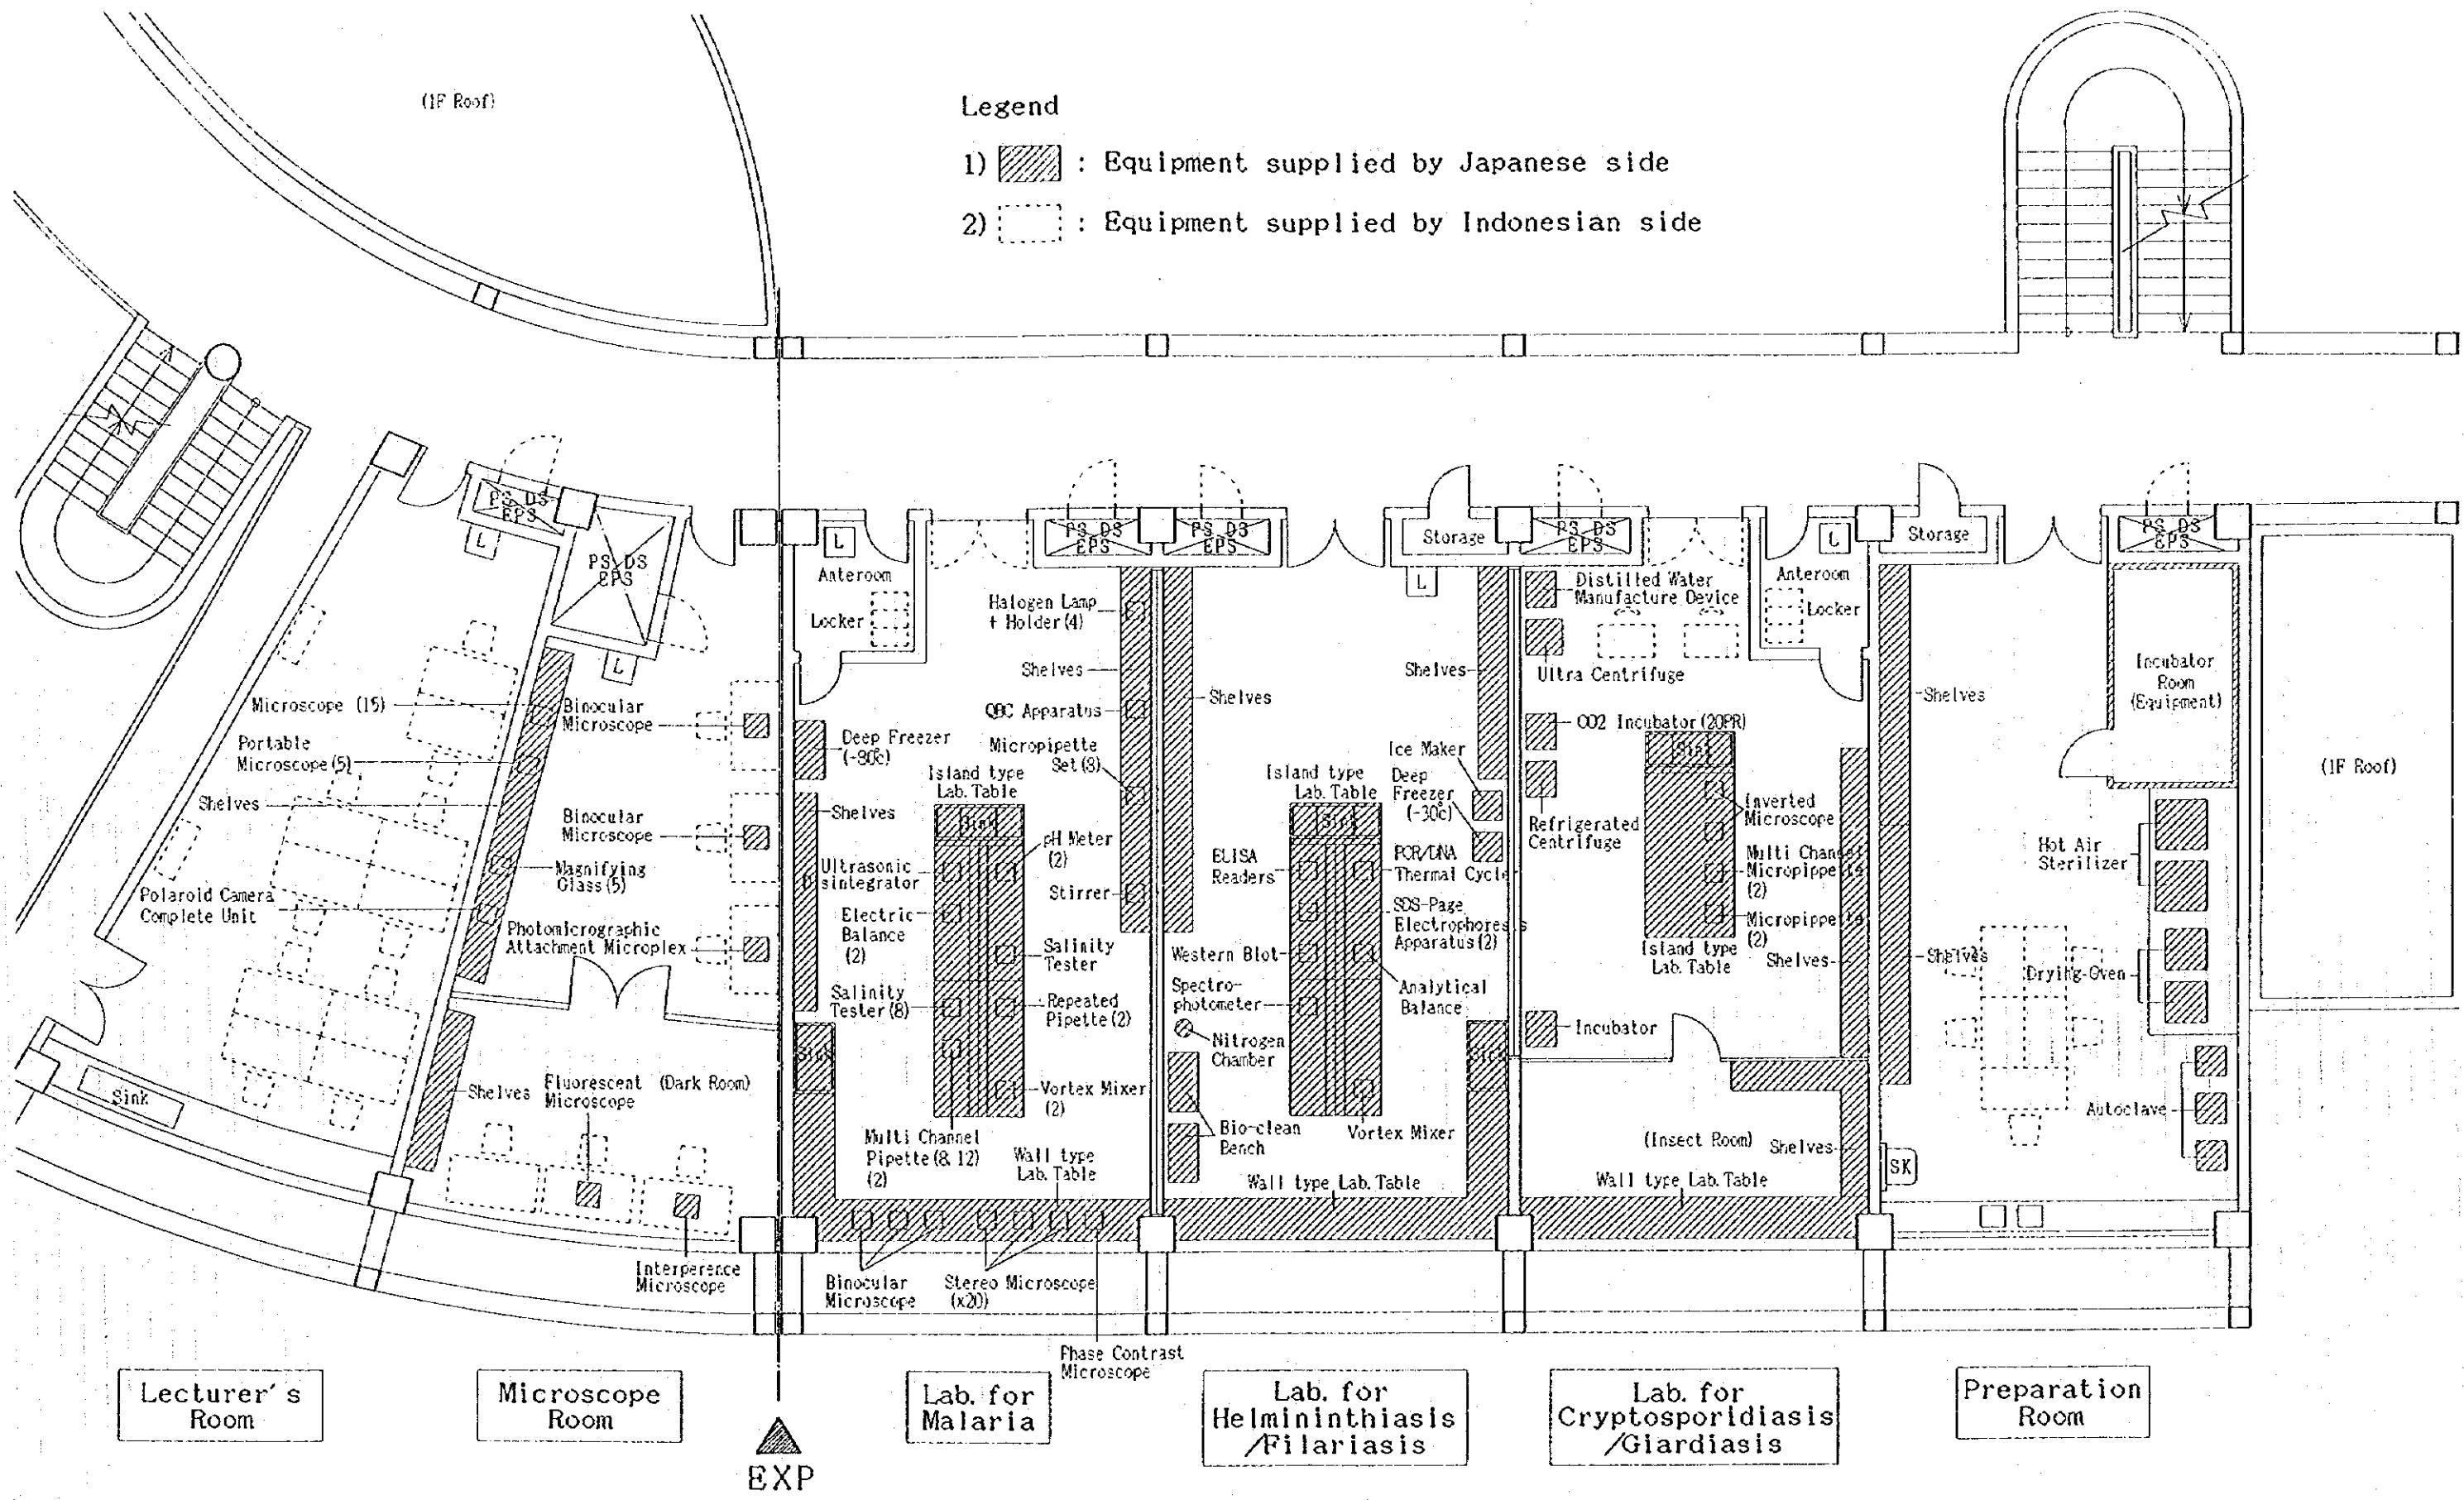 (1F Roof)
Legend
1) : Equipment supplied by Japanese side
2) : Equipment supplied by Indonesian side
PS DS
EPS
L
PS DS
EPS
L
Microscope (15)
Portable
Microscope (5)
Shelves
Polaroid Camera
Complete Unit
Sink
Binocular
Microscope
Binocular
Microscope
Magnifying
Glass (5)
Photomicrographic
Attachment Microplex
Shelves
Fluorescent
Microscope
(Dark Room)
Interperence
Microscope
L
Anteroom
Locker
PS DS
EPS
Halogen Lamp
+ Holder (4)
Shelves
QBC Apparatus
Micropipette
Set (8)
Deep Freezer
(-80c)
Island type
Lab. Table
Shelves
Sink
pH Meter
(2)
Ultrasonic
Disintegrator
Stirrer
Electric
Balance
(2)
Salinity
Tester
Salinity
Tester (8)
Repeated
Pipette (2)
Sink
Vortex Mixer
(2)
Multi Channel
Pipette (8.12)
(2)
Wall type
Lab. Table
Binocular
Microscope
Stereo Microscope
(x20)
Phase Contrast
Microscope
PS DS
EPS
Storage
L
Shelves
Shelves
Ice Maker
Island type
Lab. Table
Deep
Freezer
(-30c)
Sink
ELISA
Readers
PCR/DNA
Thermal Cycle
SDS-Page
Electrophoresis
Apparatus (2)
Western Blot
Spectro-
photometer
Analytical
Balance
Nitrogen
Chamber
Sink
Bio-clean
Bench
Vortex Mixer
Wall type Lab. Table
PS DS
EPS
Distilled Water
Manufacture Device
Ultra Centrifuge
L
Anteroom
Locker
CO2 Incubator (20PR)
Sink
Refrigerated
Centrifuge
Inverted
Microscope
Multi Channel
Micropippette
(2)
Micropippette
(2)
Island type
Lab. Table
Shelves
Incubator
(Insect Room)
Shelves
Wall type Lab. Table
Storage
PS DS
EPS
Shelves
Incubator
Room
(Equipment)
Hot Air
Sterilizer
Shelves
Drying-Oven
Autoclave
SK
(1F Roof)
Lecturer's
Room
Microscope
Room
EXP
Lab. for
Malaria
Lab. for
Helmininthiasis
/Filariasis
Lab. for
Cryptosporidiasis
/Giardiasis
Preparation
Room